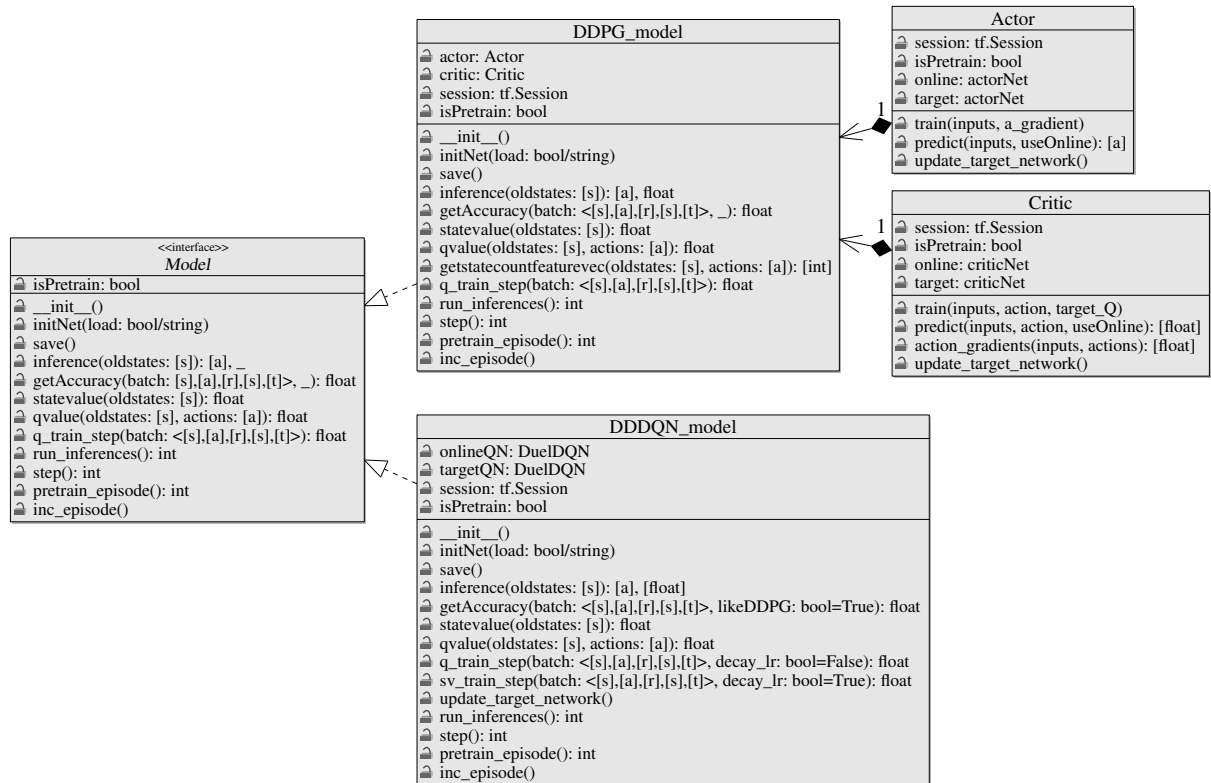 <<interface>>
Model
isPretrain: bool
__init__()
initNet(load: bool/string)
save()
inference(oldstates: [s]): [a], _
getAccuracy(batch: [s],[a],[r],[s],[t]>, _): float
statevalue(oldstates: [s]): float
qvalue(oldstates: [s], actions: [a]): float
q_train_step(batch: <[s],[a],[r],[s],[t]>): float
run_inferences(): int
step(): int
pretrain_episode(): int
inc_episode()
DDPG_model
actor: Actor
critic: Critic
session: tf.Session
isPretrain: bool
__init__()
initNet(load: bool/string)
save()
inference(oldstates: [s]): [a], float
getAccuracy(batch: <[s],[a],[r],[s],[t]>, _): float
statevalue(oldstates: [s]): float
qvalue(oldstates: [s], actions: [a]): float
getstatecountfeaturevec(oldstates: [s], actions: [a]): [int]
q_train_step(batch: <[s],[a],[r],[s],[t]>): float
run_inferences(): int
step(): int
pretrain_episode(): int
inc_episode()
1
1
Actor
session: tf.Session
isPretrain: bool
online: actorNet
target: actorNet
train(inputs, a_gradient)
predict(inputs, useOnline): [a]
update_target_network()
Critic
session: tf.Session
isPretrain: bool
online: criticNet
target: criticNet
train(inputs, action, target_Q)
predict(inputs, action, useOnline): [float]
action_gradients(inputs, actions): [float]
update_target_network()
DDDQN_model
onlineQN: DuelDQN
targetQN: DuelDQN
session: tf.Session
isPretrain: bool
__init__()
initNet(load: bool/string)
save()
inference(oldstates: [s]): [a], [float]
getAccuracy(batch: <[s],[a],[r],[s],[t]>, likeDDPG: bool=True): float
statevalue(oldstates: [s]): float
qvalue(oldstates: [s], actions: [a]): float
q_train_step(batch: <[s],[a],[r],[s],[t]>, decay_lr: bool=False): float
sv_train_step(batch: <[s],[a],[r],[s],[t]>, decay_lr: bool=True): float
update_target_network()
run_inferences(): int
step(): int
pretrain_episode(): int
inc_episode()